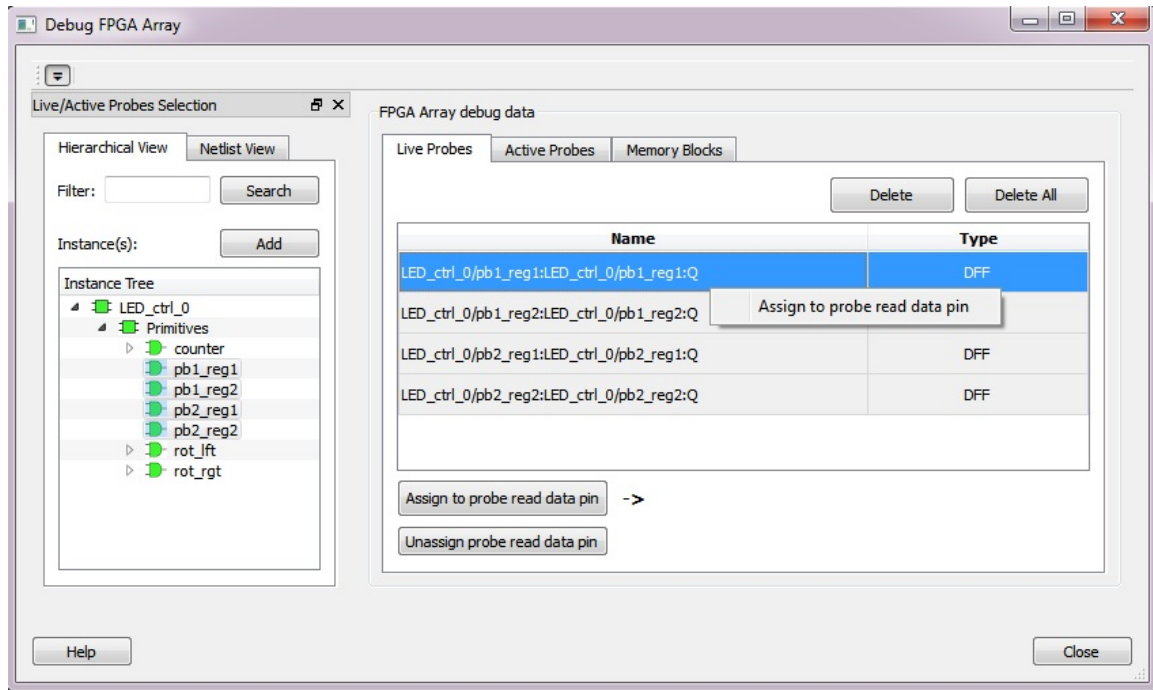 Debug FPGA Array
Live/Active Probes Selection
Hierarchical View
Netlist View
Filter:
Search
Instance(s):
Add
Instance Tree
LED_ctrl_0
Primitives
counter
pb1_reg1
pb1_reg2
pb2_reg1
pb2_reg2
rot_lft
rot_rgt
FPGA Array debug data
Live Probes
Active Probes
Memory Blocks
Delete
Delete All
Name Type
LED_ctrl_0/pb1_reg1:LED_ctrl_0/pb1_reg1:Q DFF
Assign to probe read data pin
LED_ctrl_0/pb1_reg2:LED_ctrl_0/pb1_reg2:Q
LED_ctrl_0/pb2_reg1:LED_ctrl_0/pb2_reg1:Q DFF
LED_ctrl_0/pb2_reg2:LED_ctrl_0/pb2_reg2:Q DFF
Assign to probe read data pin ->
Unassign probe read data pin
Help
Close